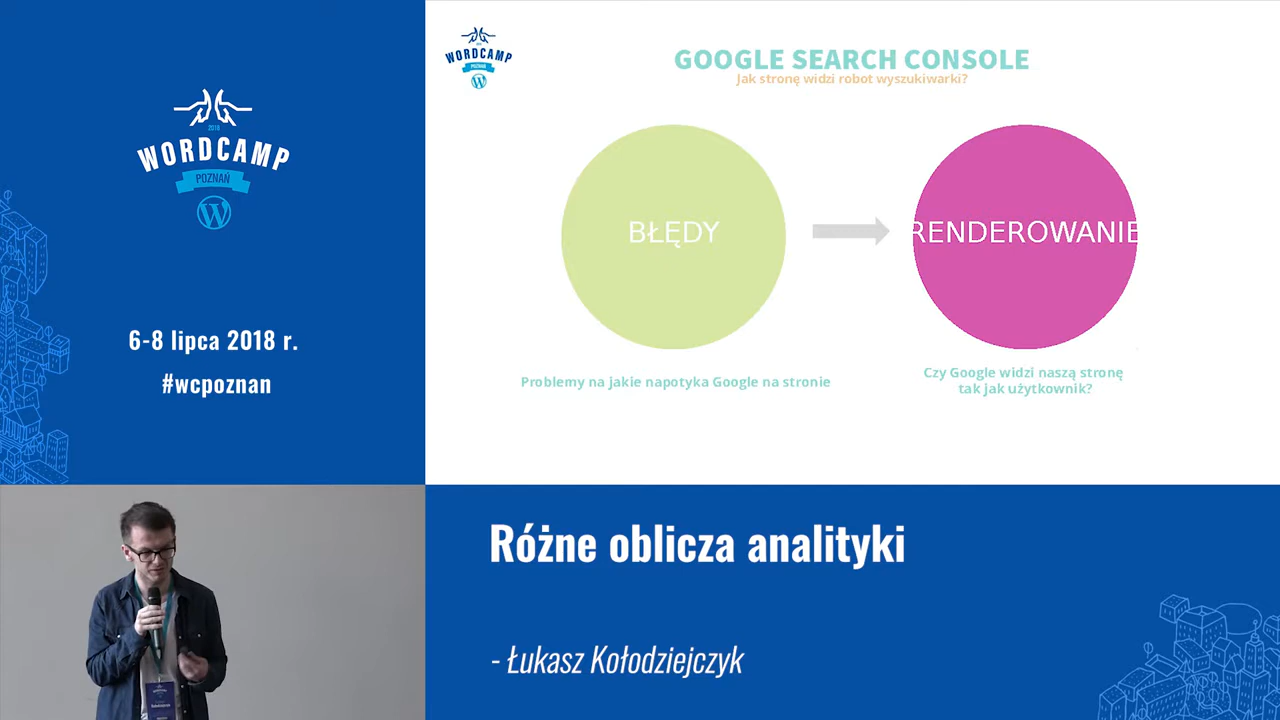 2018
WORDCAMP
POZNAŃ
6-8 lipca 2018 r.
#wcpoznan
WORDCAMP
POZNAŃ
GOOGLE SEARCH CONSOLE
Jak stronę widzi robot wyszukiwarki?
BŁĘDY
RENDEROWANIE
Problemy na jakie napotyka Google na stronie
Czy Google widzi naszą stronę
tak jak użytkownik?
WORDCAMP
Różne oblicza analityki
- Łukasz Kołodziejczyk